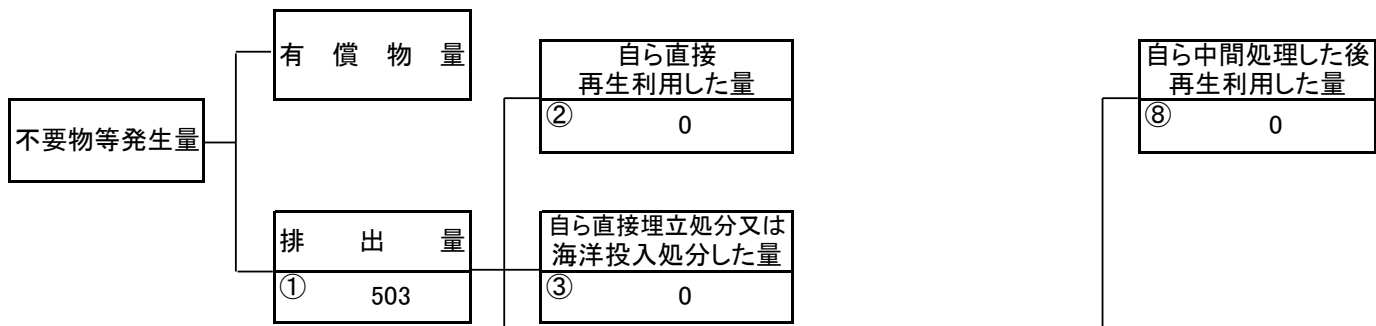 有償物量
自ら直接
再生利用した量
② 0
自ら中間処理した後
再生利用した量
⑧ 0
不要物等発生量
排出量
① 503
自ら直接埋立処分又は
海洋投入処分した量
③ 0